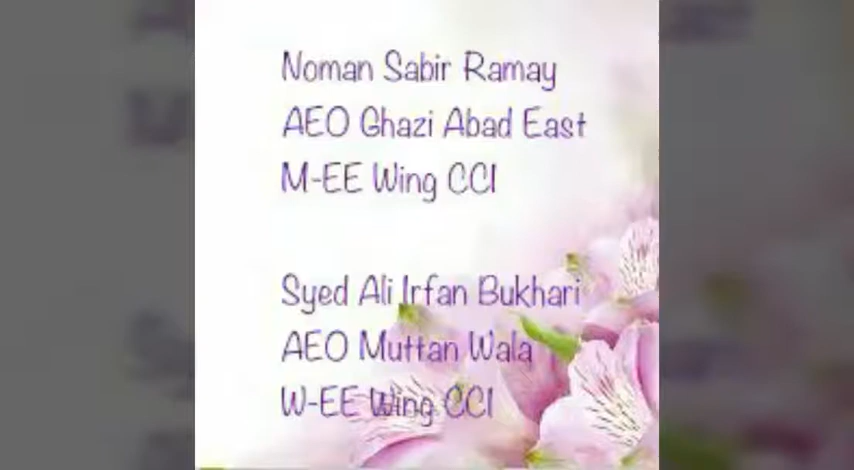 Noman Sabir Ramay
AEO Ghazi Abad East
M-EE Wing CCI
Syed Ali Irfan Bukhari
AEO Muttan Wala
W-EE Wing CCI